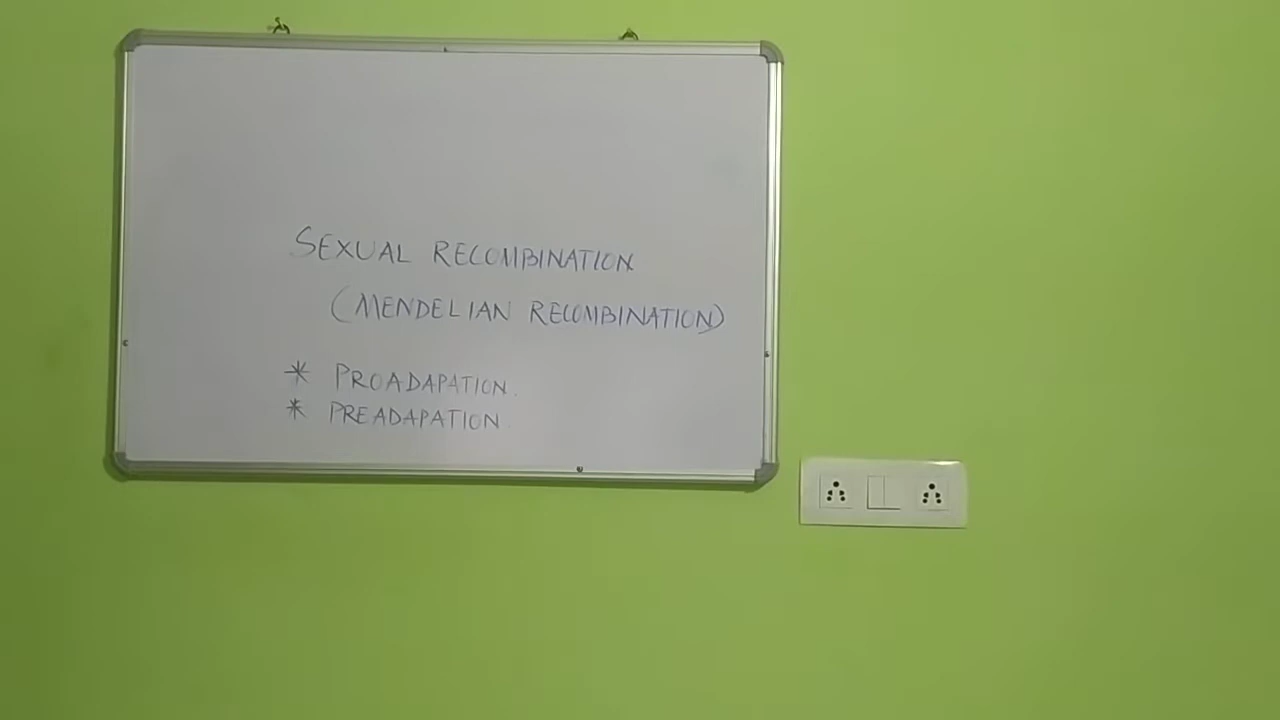 SEXUAL RECOMBINATION
(MENDELIAN RECOMBINATION)
* PROADAPATION.
* PREADAPATION.